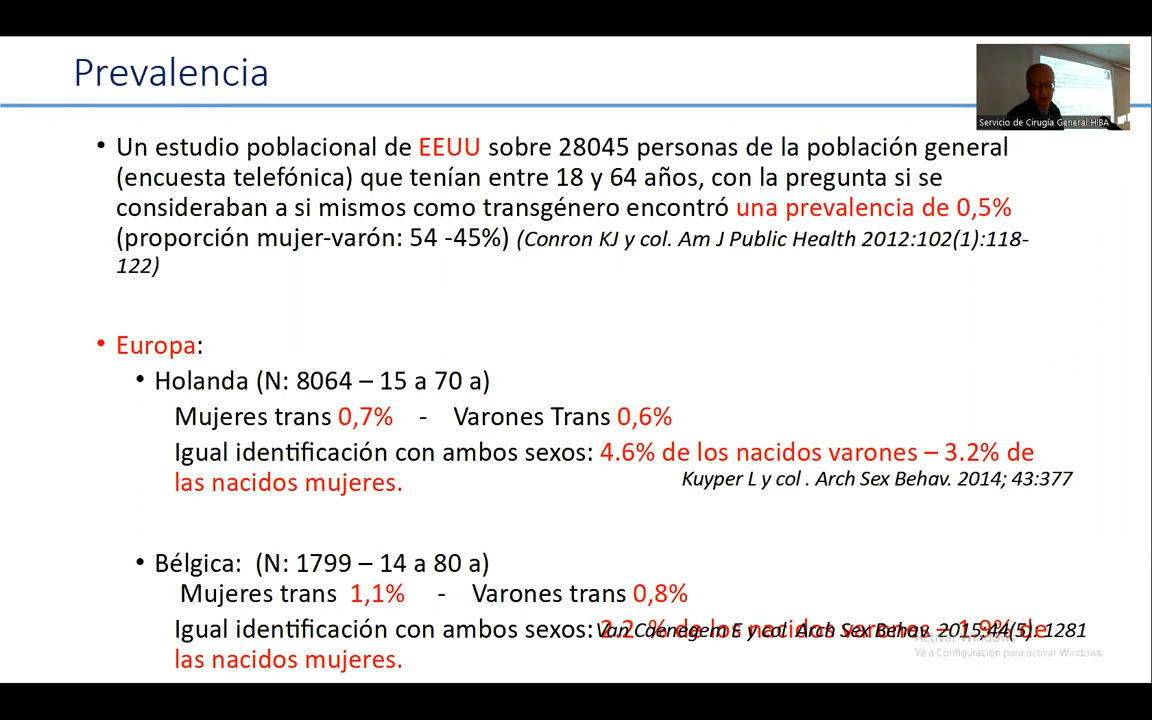 Prevalencia
Servicio de Cirugía General HIBA
• Un estudio poblacional de EEUU sobre 28045 personas de la población general
(encuesta telefónica) que tenían entre 18 y 64 años, con la pregunta si se
consideraban a si mismos como transgénero encontró una prevalencia de 0,5%
(proporción mujer-varón: 54 -45%) (Conron KJ y col. Am J Public Health 2012:102(1):118-
122)
• Europa:
• Holanda (N: 8064 – 15 a 70 a)
Mujeres trans 0,7% - Varones Trans 0,6%
Igual identificación con ambos sexos: 4.6% de los nacidos varones – 3.2% de
las nacidos mujeres.
Kuyper L y col . Arch Sex Behav. 2014; 43:377
• Bélgica: (N: 1799 – 14 a 80 a)
Mujeres trans 1,1% - Varones trans 0,8%
Igual identificación con ambos sexos: 2.2 % de los nacidos varones – 1.9% de
Van Caenegem E y col. Arch Sex Behav. 2015;44(5): 1281
las nacidos mujeres.
Activar Windows
Ve a Configuración para activar Windows.